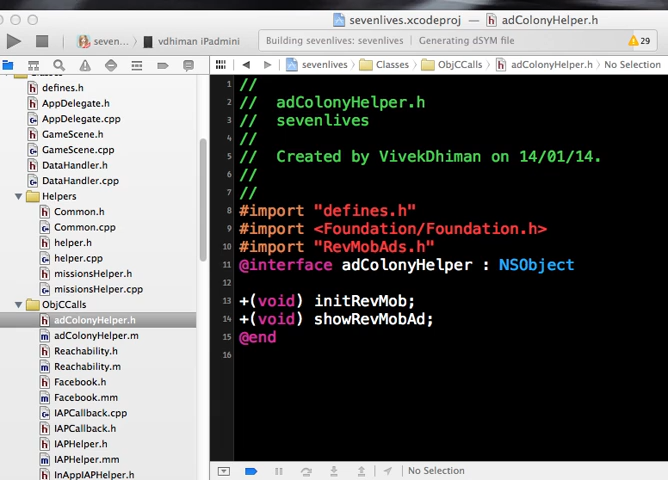 sevenlives.xcodeproj — adColonyHelper.h
seven... vdhiman iPadmini Building sevenlives: sevenlives | Generating dSYM file 29
sevenlives Classes ObjCCalls adColonyHelper.h No Selection
defines.h
AppDelegate.h
AppDelegate.cpp
GameScene.h
GameScene.cpp
DataHandler.h
DataHandler.cpp
Helpers
Common.h
Common.cpp
helper.h
helper.cpp
missionsHelper.h
missionsHelper.cpp
ObjCCalls
adColonyHelper.h
adColonyHelper.m
Reachability.h
Reachability.m
Facebook.h
Facebook.mm
IAPCallback.cpp
IAPCallback.h
IAPHelper.h
IAPHelper.mm
InAppIAPHelper.h
1 //
2 //  adColonyHelper.h
3 //  sevenlives
4 //
5 //  Created by VivekDhiman on 14/01/14.
6 //
7 //
8 #import "defines.h"
9 #import <Foundation/Foundation.h>
10 #import "RevMobAds.h"
11 @interface adColonyHelper : NSObject
12
13 +(void) initRevMob;
14 +(void) showRevMobAd;
15 @end
16
No Selection